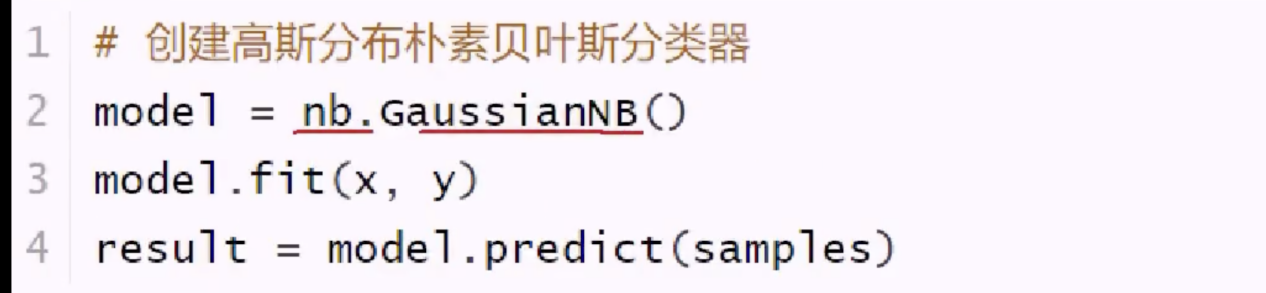 1 # 创建高斯分布朴素贝叶斯分类器
2 model = nb.GaussianNB()
3 model.fit(x, y)
4 result = model.predict(samples)